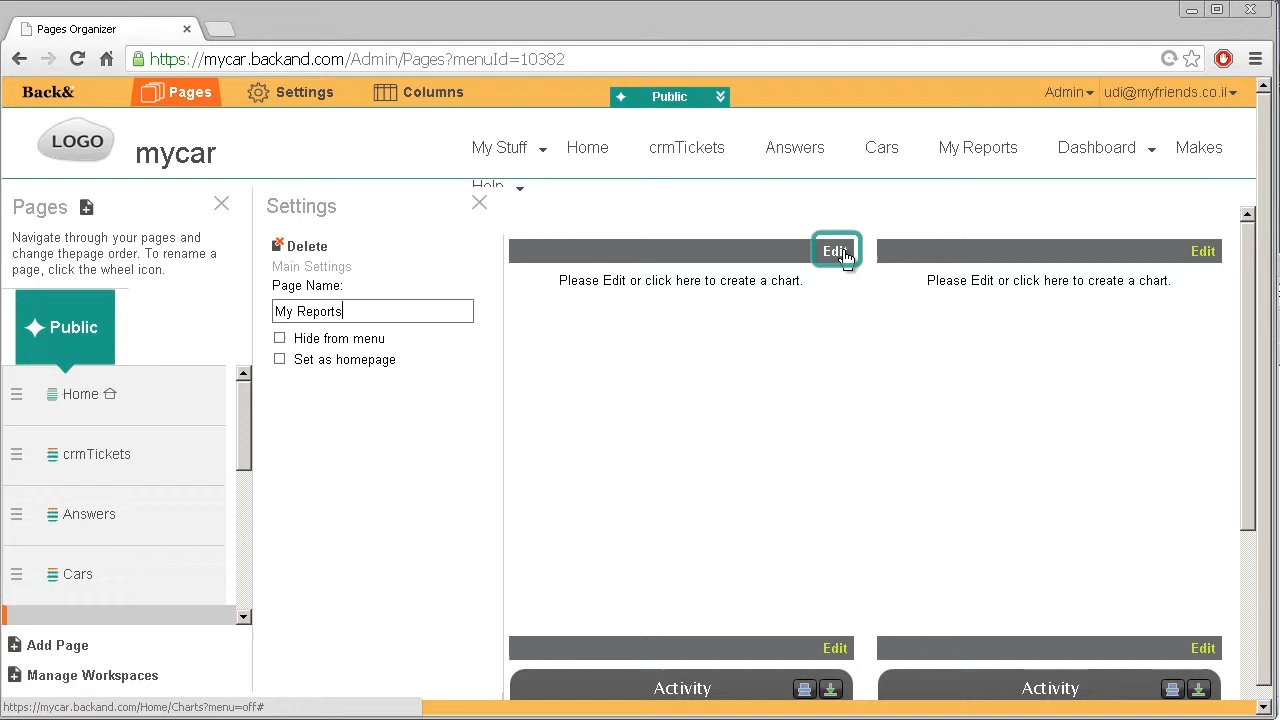 Pages Organizer
https://mycar.backand.com/Admin/Pages?menuId=10332
Back&
Pages
Settings
Columns
Public
Admin
udi@myfriends.co.il
LOGO
mycar
My Stuff
Home
crmTickets
Answers
Cars
My Reports
Dashboard
Makes
Help
Pages
Navigate through your pages and
change thepage order. To rename a
page, click the wheel icon
Public
Home
crmTickets
Answers
Cars
Add Page
Manage Workspaces
Settings
Delete
Main Settings
Page Name:
My Reports
Hide from menu
Set as homepage
Edit
Please Edit or click here to create a chart.
Edit
Please Edit or click here to create a chart.
Edit
Activity
Edit
Activity
https://mycar.backand.com/Home/Charts?menu=off#